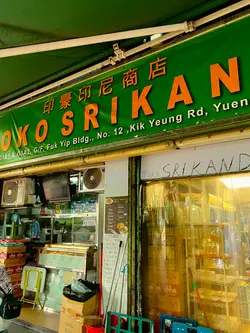 印豪印尼商店
OKO SRIKAN
G/F, Fuk Yip Bldg., No. 12 ,Kik Yeung Rd, Yuen
SRIKAND